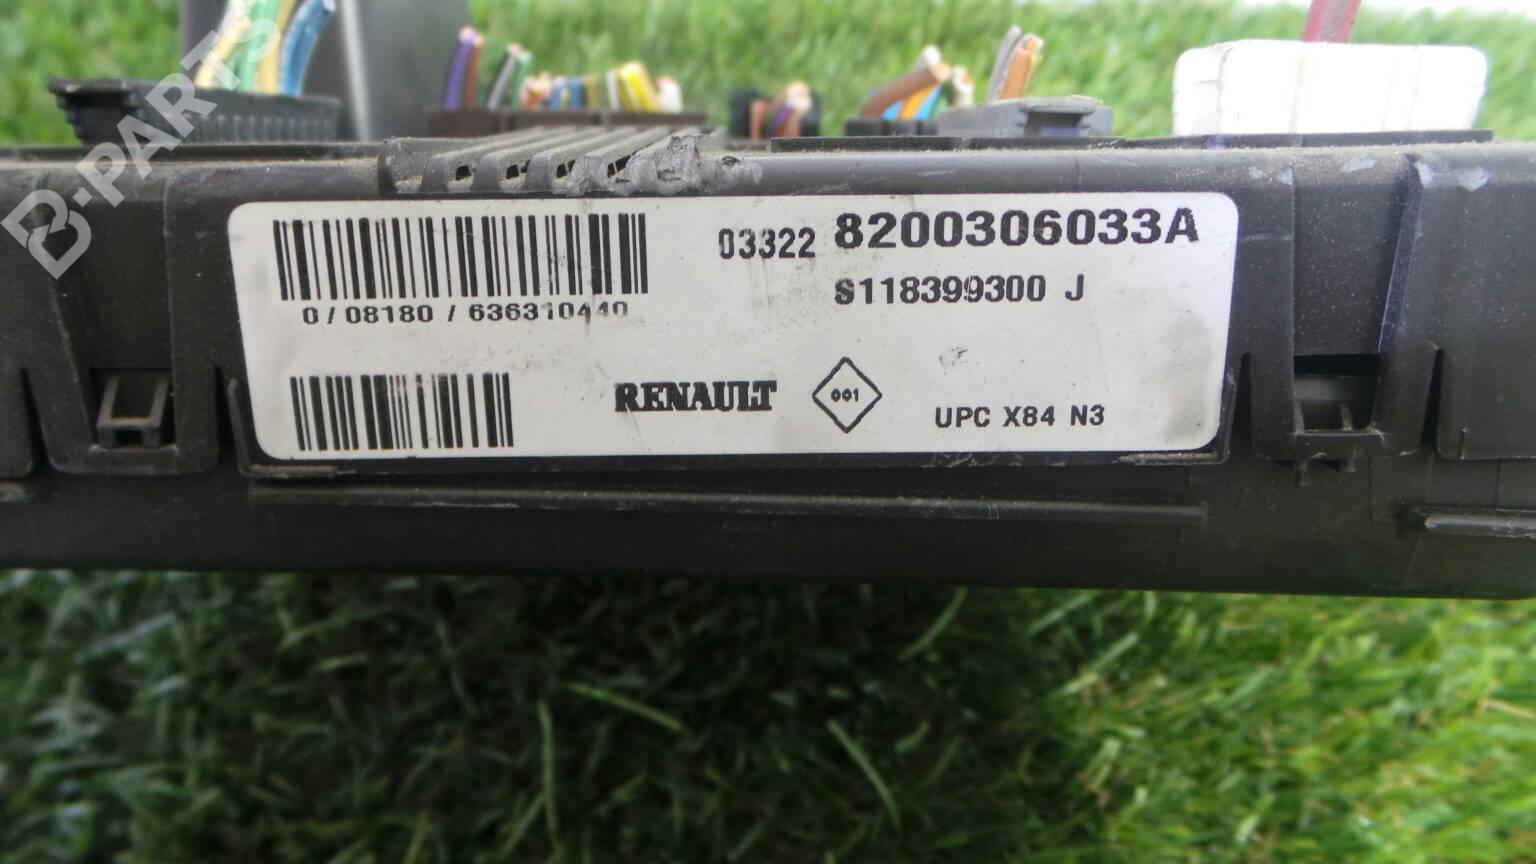 B-PARTS
03322 8200306033A
S118399300 J
0 / 08180 / 636310440
RENAULT
001
UPC X84 N3